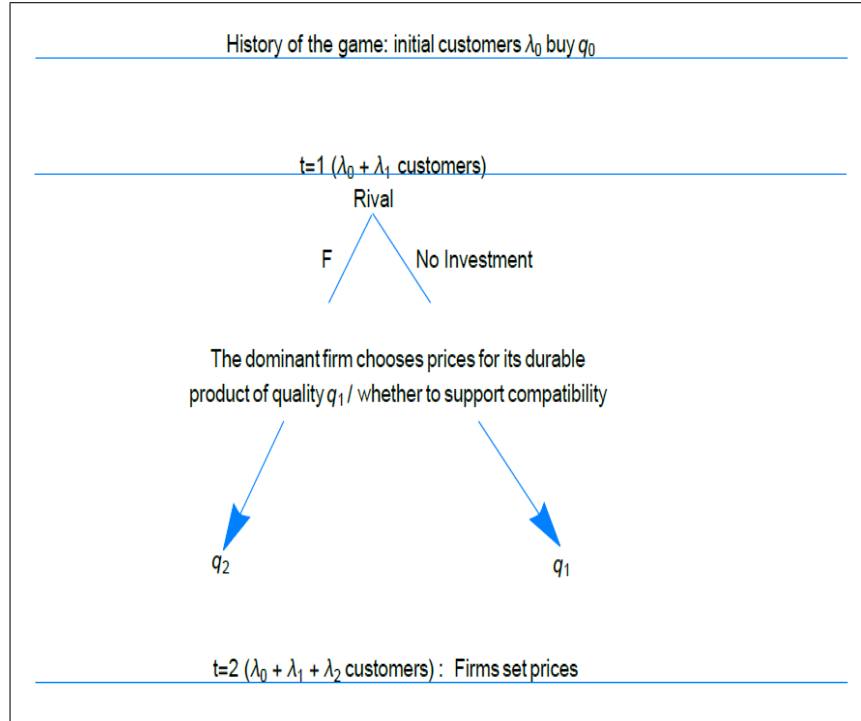 History of the game: initial customers λ₀ buy q₀
t=1 (λ₀ + λ₁ customers)
Rival
F No Investment
The dominant firm chooses prices for its durable
product of quality q₁ / whether to support compatibility
q₂ q₁
t=2 (λ₀ + λ₁ + λ₂ customers) : Firms set prices